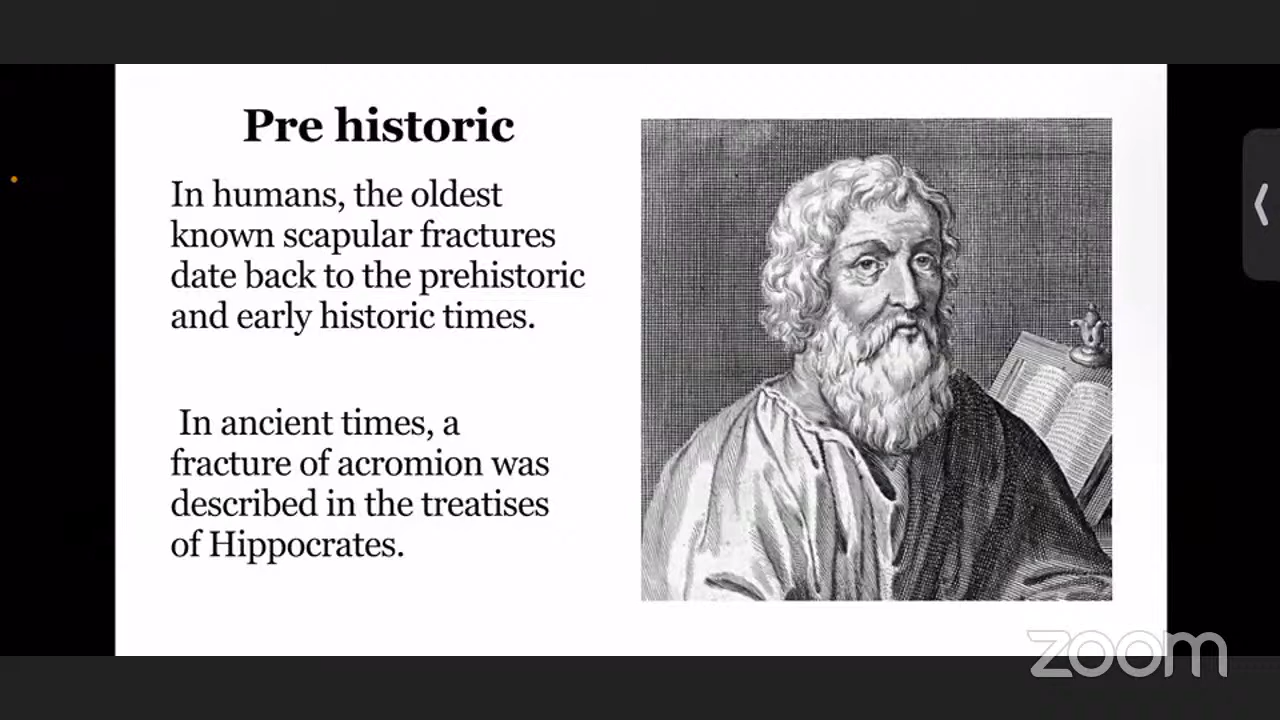 Pre historic
In humans, the oldest
known scapular fractures
date back to the prehistoric
and early historic times.
In ancient times, a
fracture of acromion was
described in the treatises
of Hippocrates.
zoom